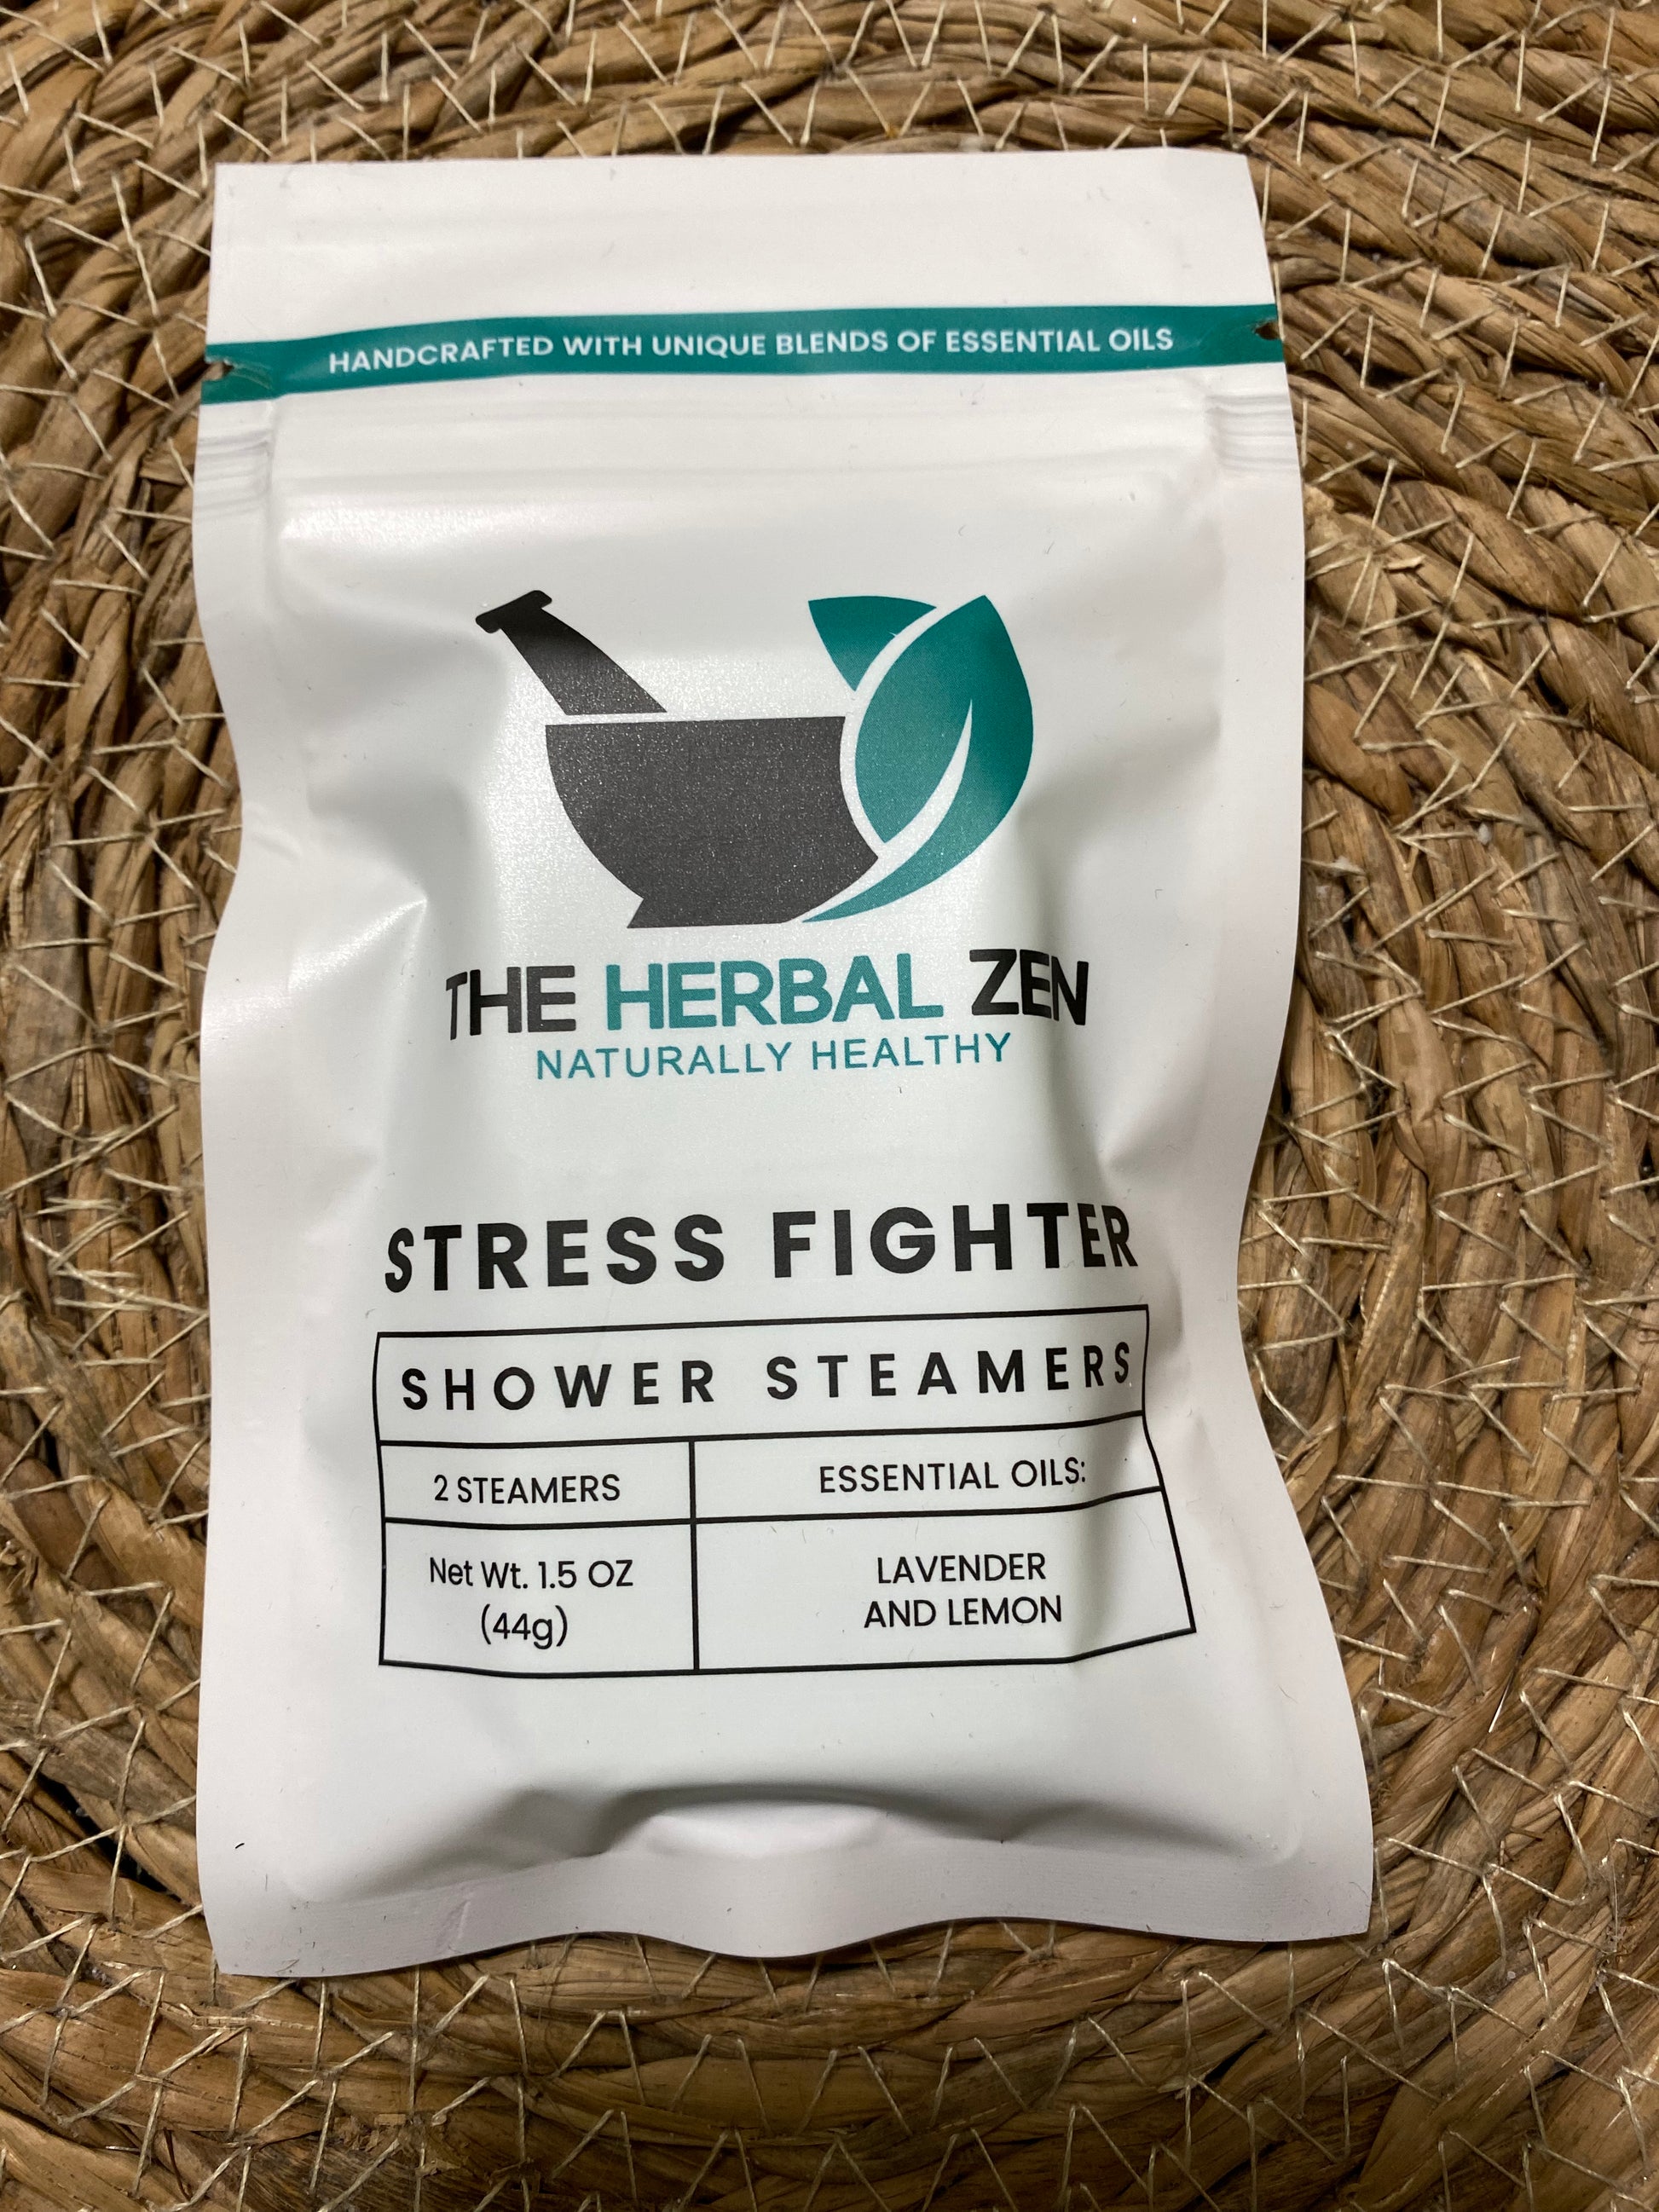 HANDCRAFTED WITH UNIQUE BLENDS OF ESSENTIAL OILS
THE HERBAL ZEN
NATURALLY HEALTHY
STRESS FIGHTER
SHOWER STEAMERS
2 STEAMERS
ESSENTIAL OILS:
Net Wt. 1.5 OZ
(44g)
LAVENDER
AND LEMON